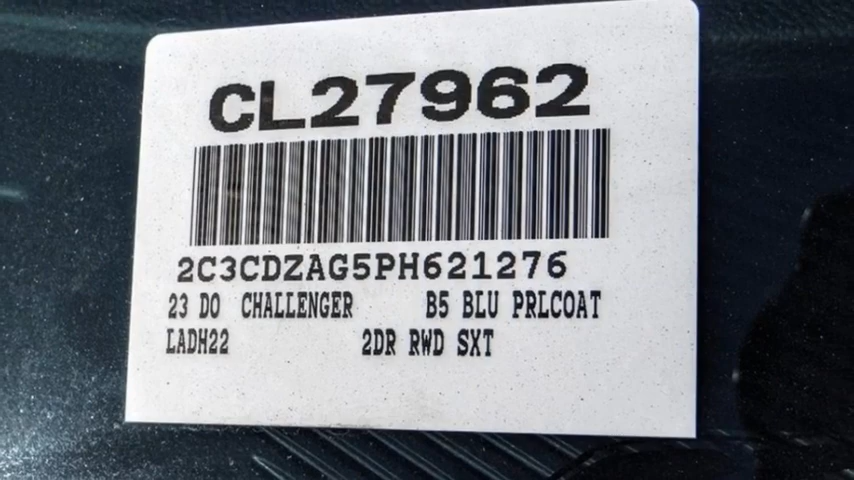 CL27962
2C3CDZAG5PH621276
23 DO CHALLENGER B5 BLU PRLCOAT
LADH22 2DR RWD SXT